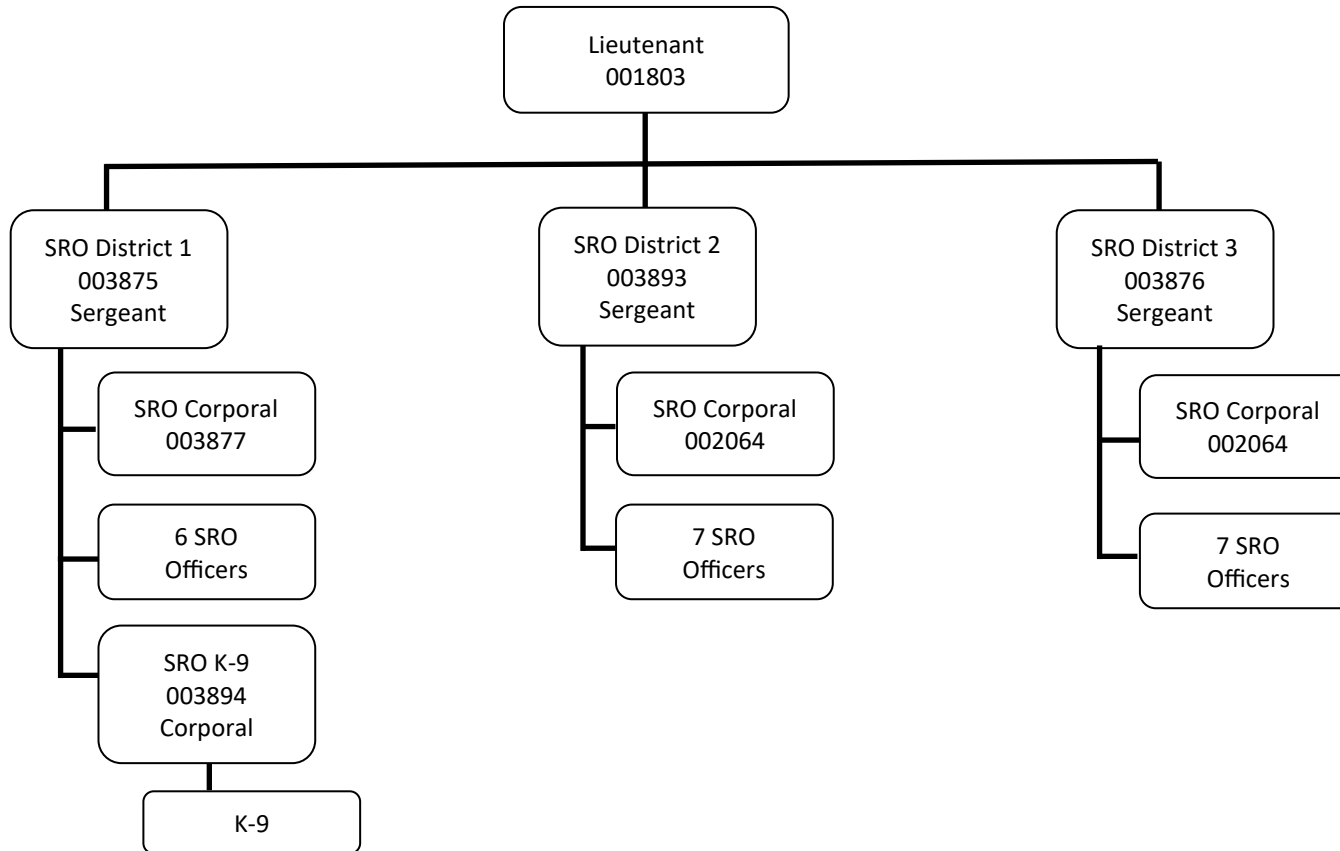 Lieutenant
001803
SRO District 1
003875
Sergeant
SRO District 2
003893
Sergeant
SRO District 3
003876
Sergeant
SRO Corporal
003877
6 SRO
Officers
SRO K-9
003894
Corporal
K-9
SRO Corporal
002064
7 SRO
Officers
SRO Corporal
002064
7 SRO
Officers